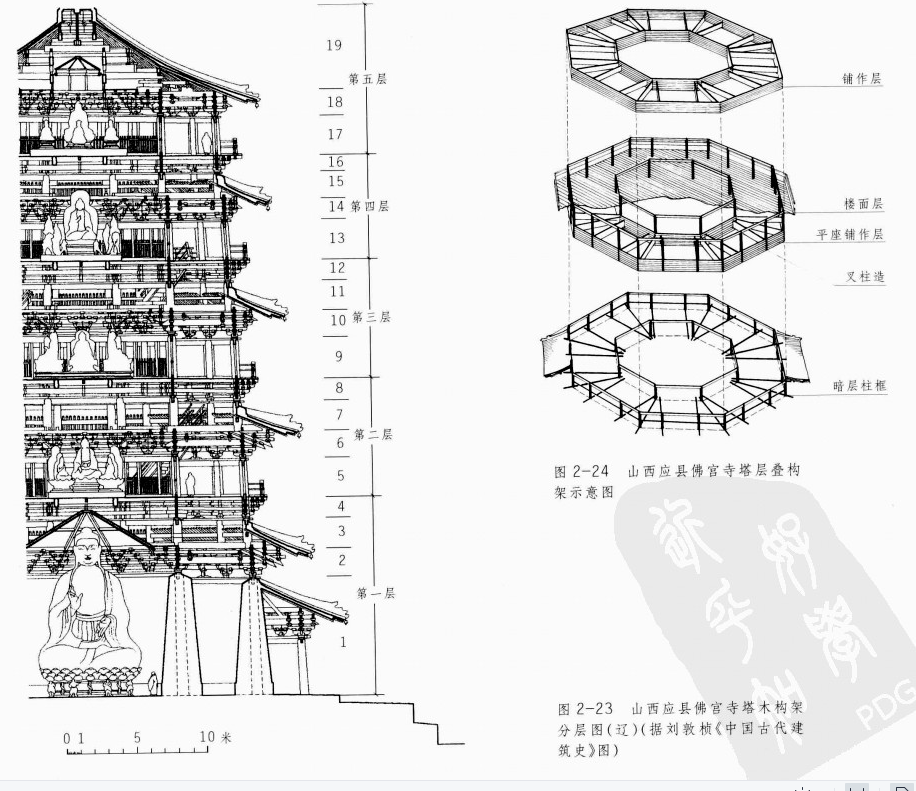 19
第五层
18
17
16
15
14 第四层
13
12
11
10 第三层
9
8
7
第二层
6
5
4
3
2
第一层
1
0 1 5 10 米
铺作层
楼面层
平座铺作层
叉柱造
暗层柱框
图 2-24 山西应县佛宫寺塔层叠构
架示意图
图 2-23 山西应县佛宫寺塔木构架
分层图(辽)(据刘敦桢《中国古代建
筑史》图)
PDG